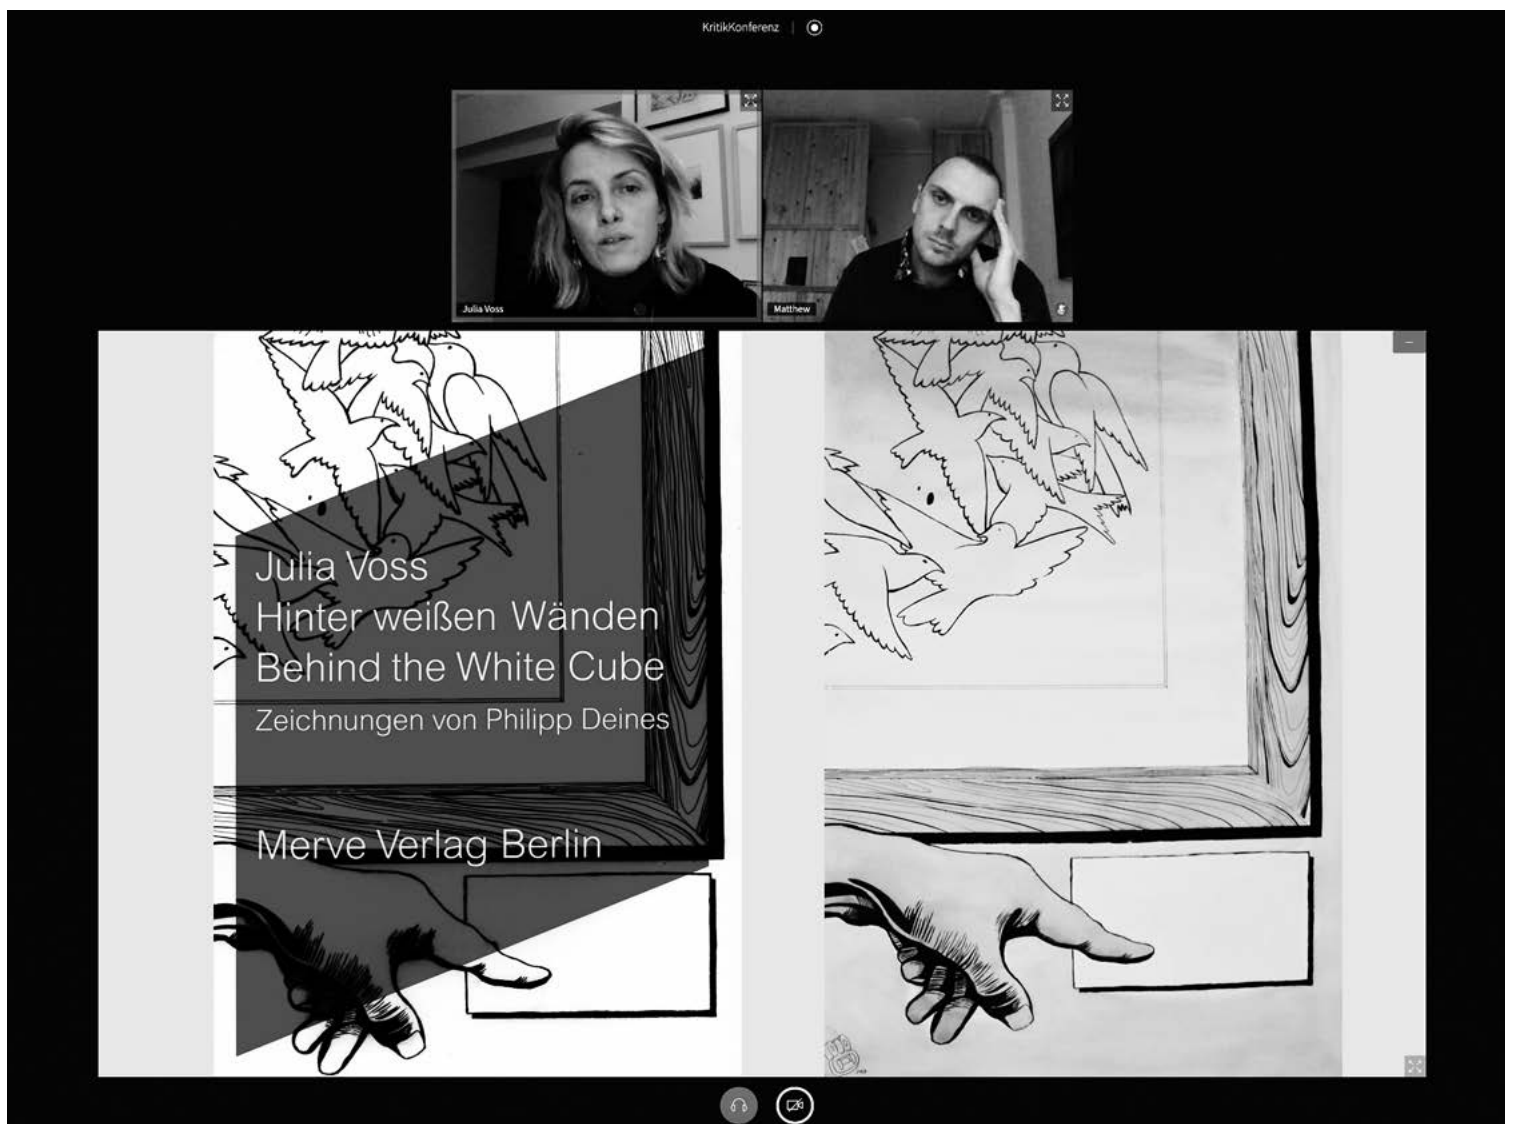 KritikKonferenz
Julia Voss
Matthew
Julia Voss
Hinter weißen Wänden
Behind the White Cube
Zeichnungen von Philipp Deines
Merve Verlag Berlin